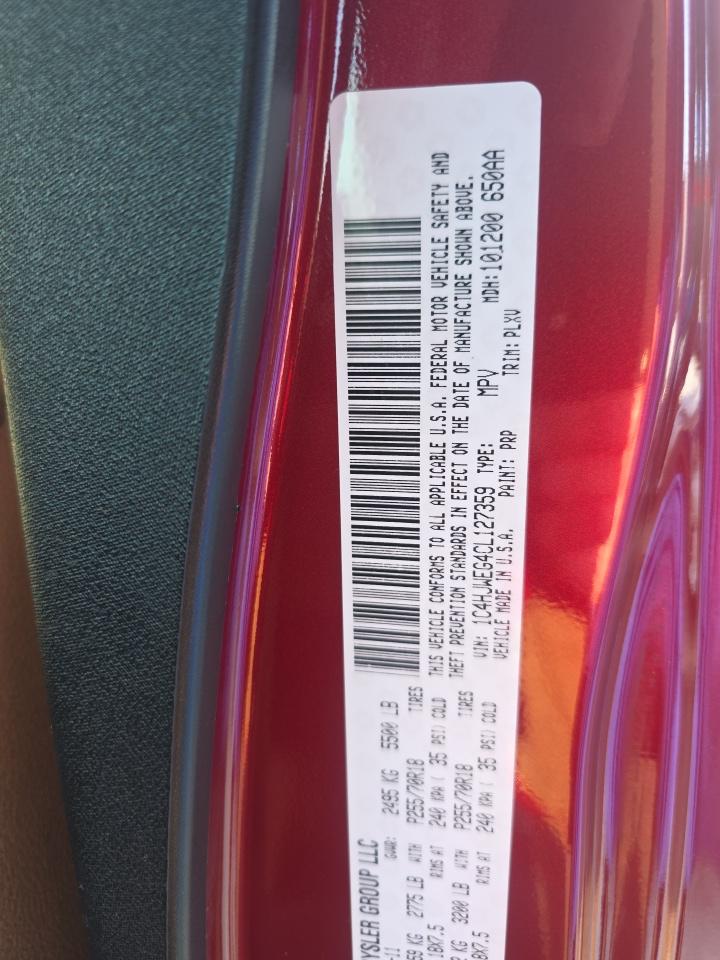 YSLER GROUP LLC
-11 GVWR: 2495 KG 5500 LB
KG 2775 LB WITH P255/70R18 TIRES
18X7.5 RIMS AT 240 KPA ( 35 PSI) COLD
KG 3200 LB WITH P255/70R18 TIRES
8X7.5 RIMS AT 240 KPA ( 35 PSI) COLD
THIS VEHICLE CONFORMS TO ALL APPLICABLE U.S.A. FEDERAL MOTOR VEHICLE SAFETY AND
THEFT PREVENTION STANDARDS IN EFFECT ON THE DATE OF MANUFACTURE SHOWN ABOVE.
VIN: 1C4HJWEG4CL127359 TYPE: MPV MDH:101200 650AA
VEHICLE MADE IN U.S.A. PAINT: PRP TRIM: PLXV